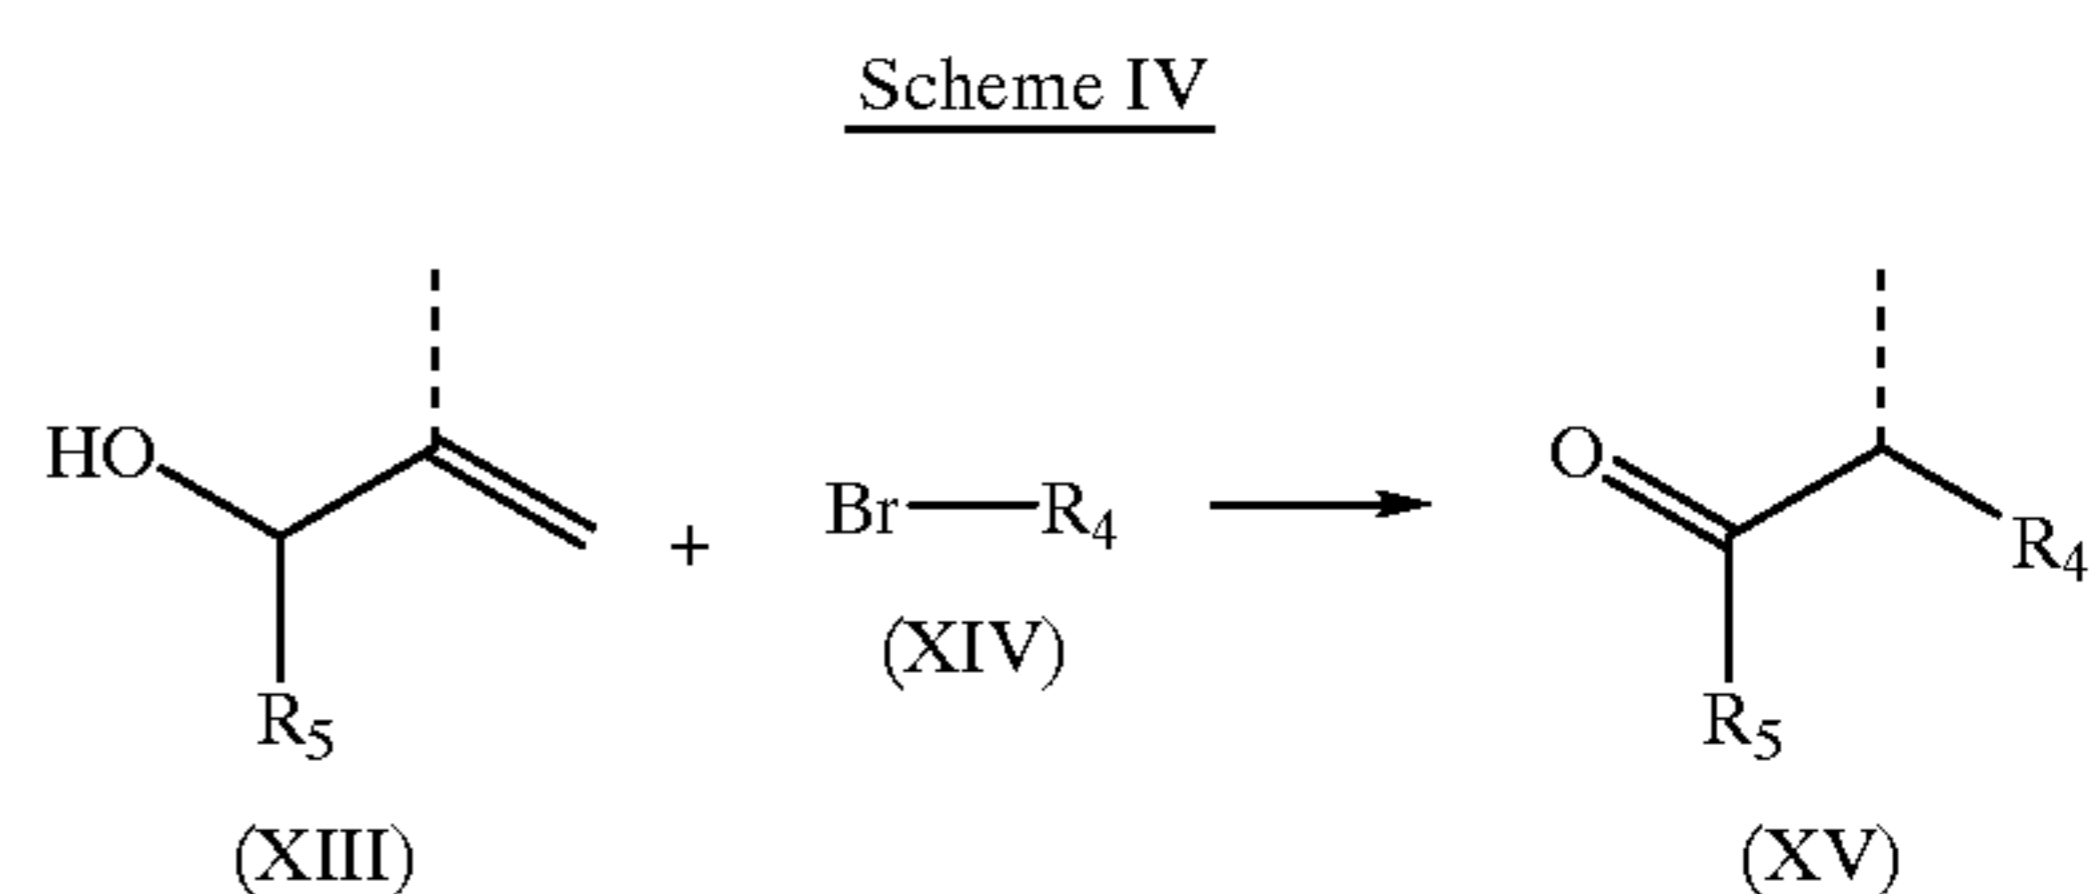 Scheme IV
HO
+
Br—R4
O
R4
(XIV)
R5
R5
(XIII)
(XV)